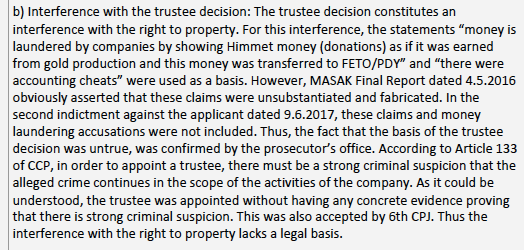 b) Interference with the trustee decision: The trustee decision constitutes an
interference with the right to property. For this interference, the statements “money is
laundered by companies by showing Himmet money (donations) as if it was earned
from gold production and this money was transferred to FETO/PDY” and “there were
accounting cheats” were used as a basis. However, MASAK Final Report dated 4.5.2016
obviously asserted that these claims were unsubstantiated and fabricated. In the
second indictment against the applicant dated 9.6.2017, these claims and money
laundering accusations were not included. Thus, the fact that the basis of the trustee
decision was untrue, was confirmed by the prosecutor’s office. According to Article 133
of CCP, in order to appoint a trustee, there must be a strong criminal suspicion that the
alleged crime continues in the scope of the activities of the company. As it could be
understood, the trustee was appointed without having any concrete evidence proving
that there is strong criminal suspicion. This was also accepted by 6th CPJ. Thus the
interference with the right to property lacks a legal basis.